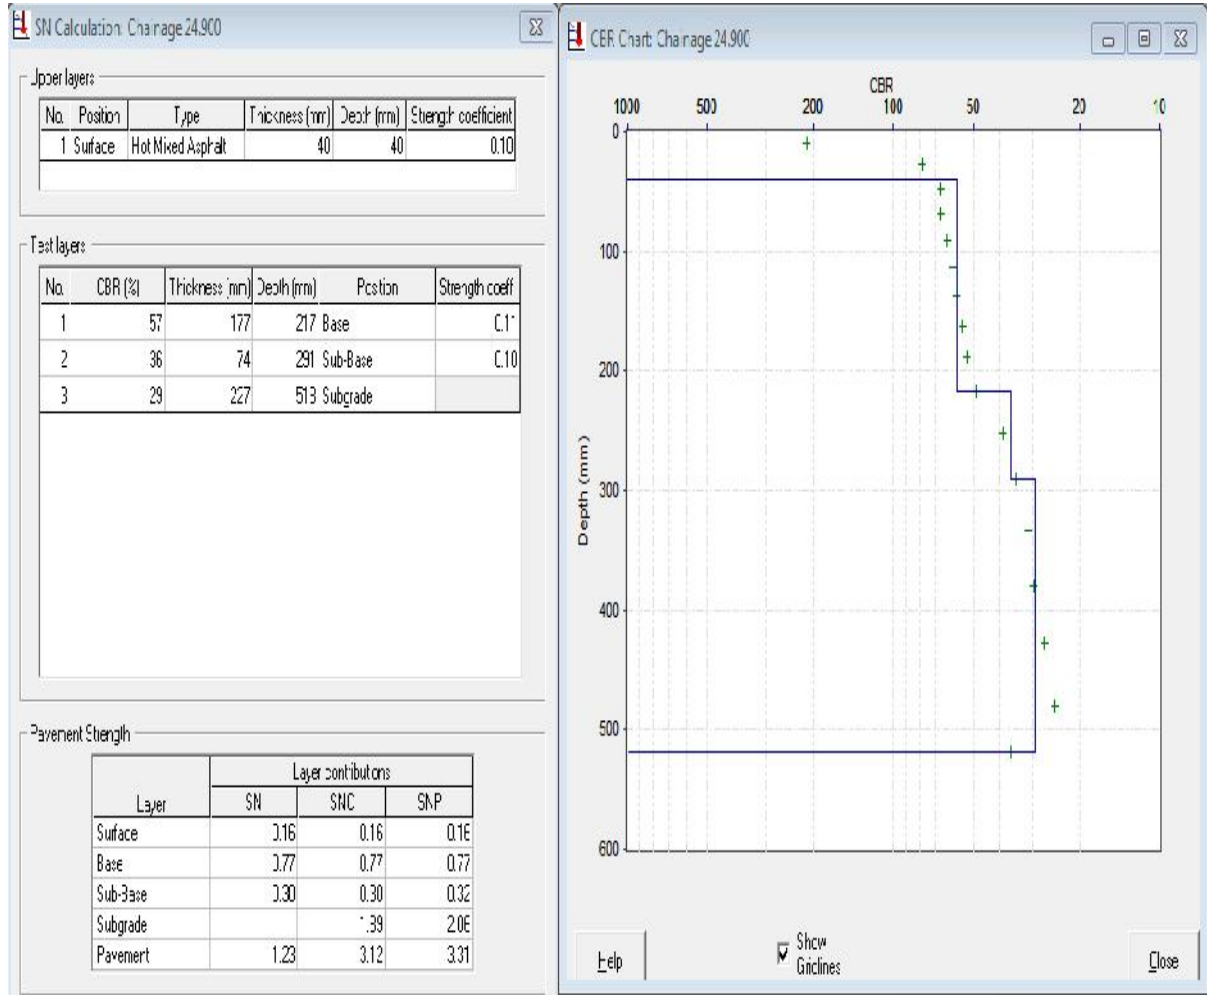 SN Calculation: Chainage 24.900
Upper layers
No. Position Type Thickness (mm) Depth (mm) Strength coefficient
1 Surface Hot Mixed Asphalt 40 40 0.10
Test layers
No. CBR (%) Thickness (mm) Depth (mm) Position Strength coeff
1 57 177 217 Base 0.11
2 36 74 291 Sub-Base 0.10
3 29 227 Subgrade
Pavement Strength
Layer contributions
Layer SN SNC SNP
Surface 0.16 0.16 0.16
Base 0.77 0.77 0.77
Sub-Base 0.30 0.30 0.32
Subgrade 2.06
Pavement 1.23 3.12 3.31
CBR Chart: Chainage 24.900
CBR
1000 500 200 100 50 20 10
0
100
200
300
400
500
600
Depth (mm)
Help
Show
Gridlines
Close